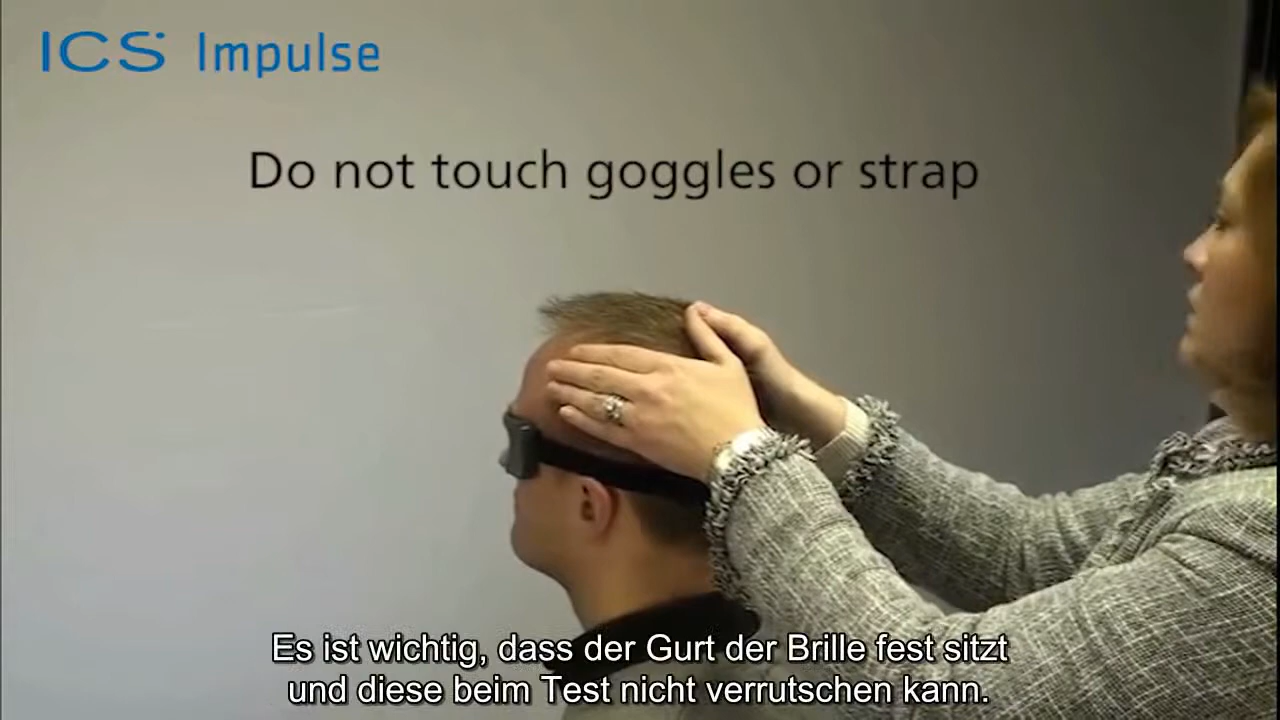 ICS Impulse
Do not touch goggles or strap
Es ist wichtig, dass der Gurt der Brille fest sitzt
und diese beim Test nicht verrutschen kann.